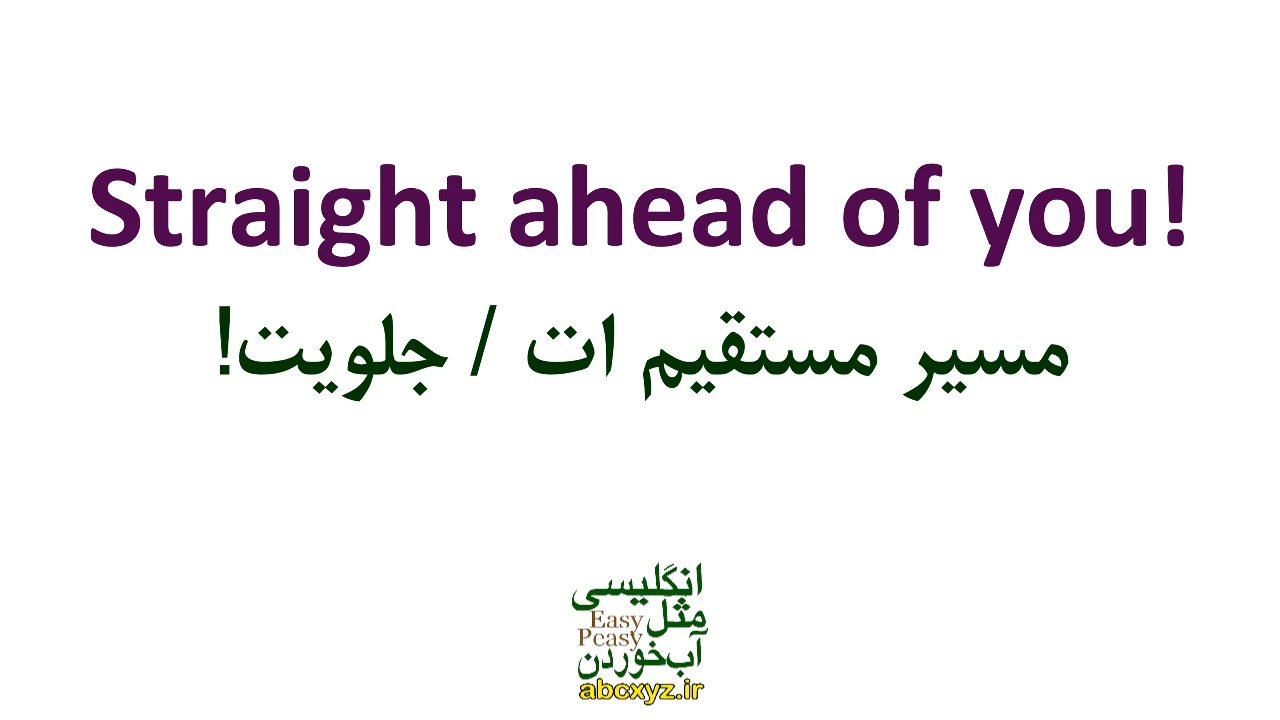 Straight ahead of you!
مسیر مستقیم ات / جلویت!
انگلیسی
مثل
Easy
Peasy
آب‌خوردن
abcxyz.ir